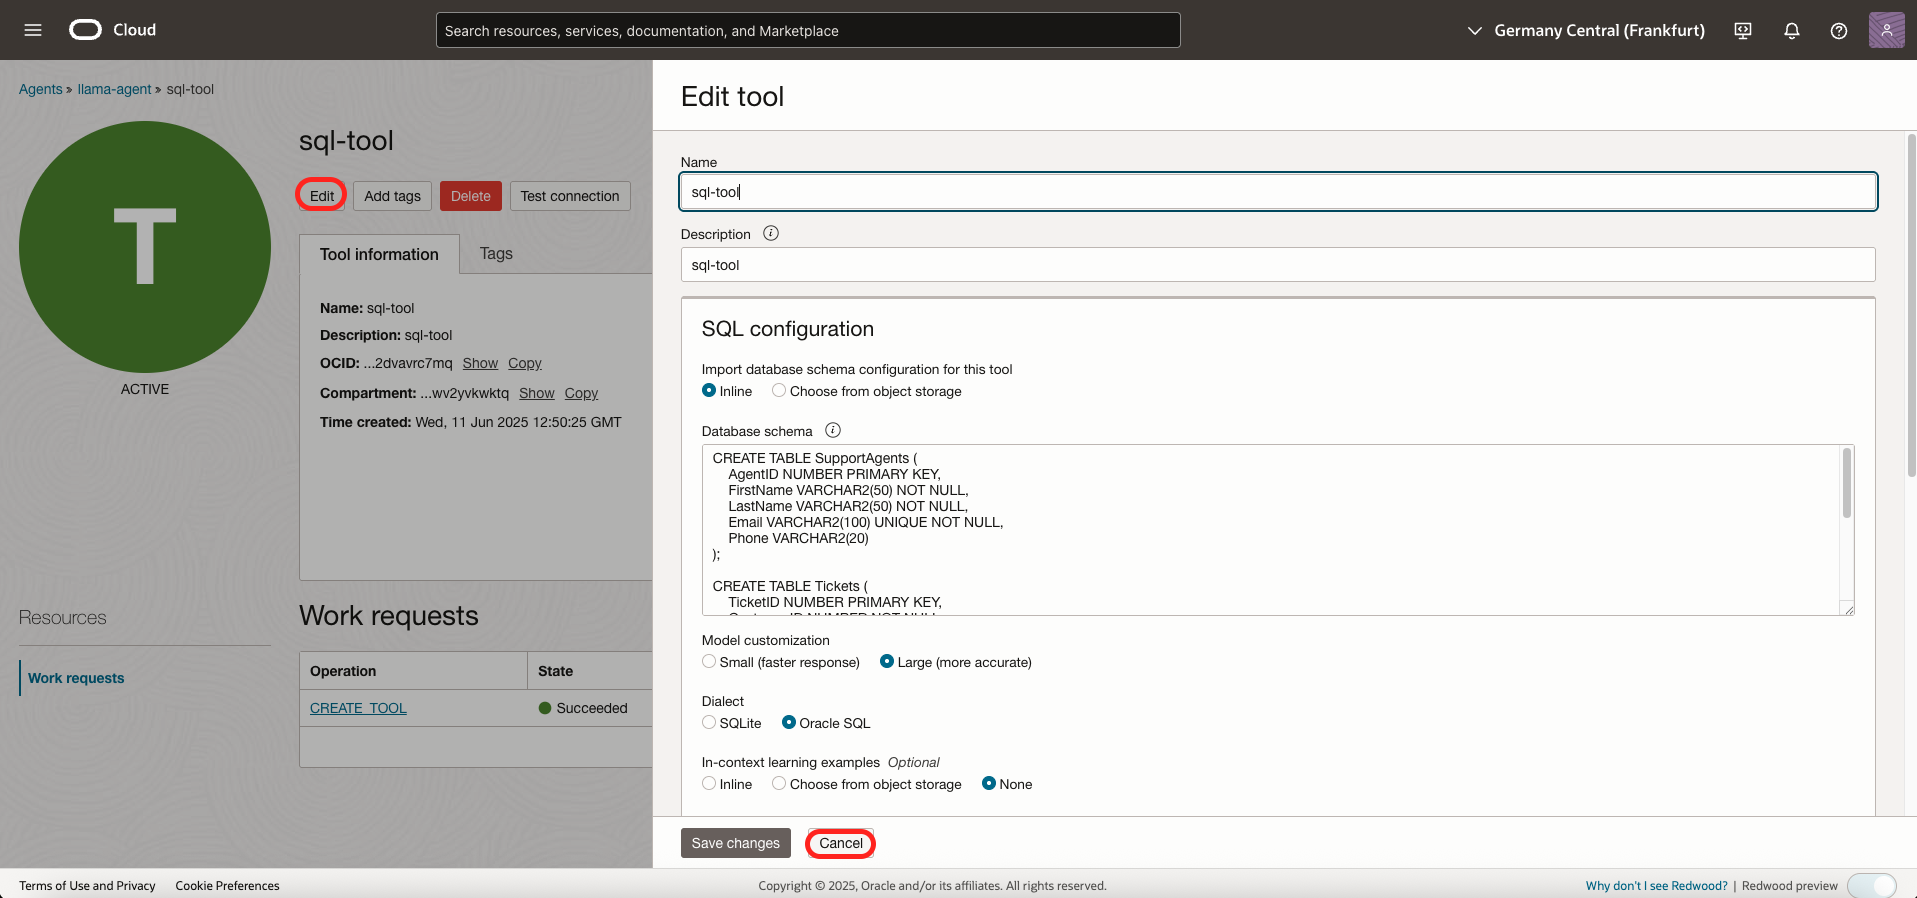 Cloud
Search resources, services, documentation, and Marketplace
Germany Central (Frankfurt)
Agents » llama-agent » sql-tool
T
ACTIVE
sql-tool
Edit
Add tags
Delete
Test connection
Tool information
Tags
Name: sql-tool
Description: sql-tool
OCID: ...2dvavrc7mq Show Copy
Compartment: ...wv2yvkwktq Show Copy
Time created: Wed, 11 Jun 2025 12:50:25 GMT
Resources
Work requests
Work requests
Operation
State
CREATE_TOOL
Succeeded
Edit tool
Name
sql-tool
Description
sql-tool
SQL configuration
Import database schema configuration for this tool
Inline
Choose from object storage
Database schema
CREATE TABLE SupportAgents (
AgentID NUMBER PRIMARY KEY,
FirstName VARCHAR2(50) NOT NULL,
LastName VARCHAR2(50) NOT NULL,
Email VARCHAR2(100) UNIQUE NOT NULL,
Phone VARCHAR2(20)
);
CREATE TABLE Tickets (
TicketID NUMBER PRIMARY KEY,
Model customization
Small (faster response)
Large (more accurate)
Dialect
SQLite
Oracle SQL
In-context learning examples Optional
Inline
Choose from object storage
None
Save changes
Cancel
Terms of Use and Privacy
Cookie Preferences
Copyright © 2025, Oracle and/or its affiliates. All rights reserved.
Why don't I see Redwood? | Redwood preview